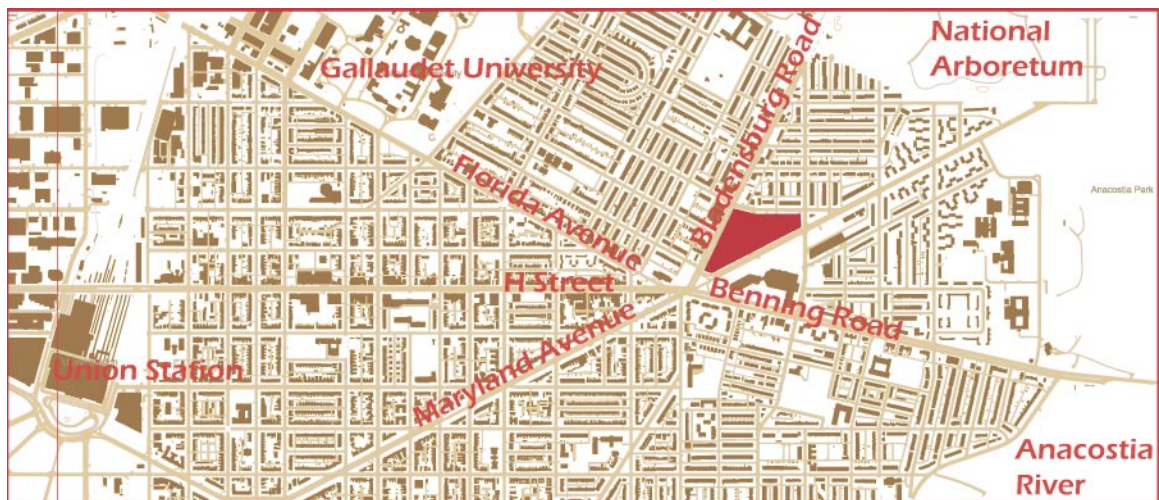 National
Arboretum
Gallaudet University
Bladensburg Road
Florida Avenue
Anacostia Park
H Street
Benning Road
Maryland Avenue
Union Station
Anacostia
River